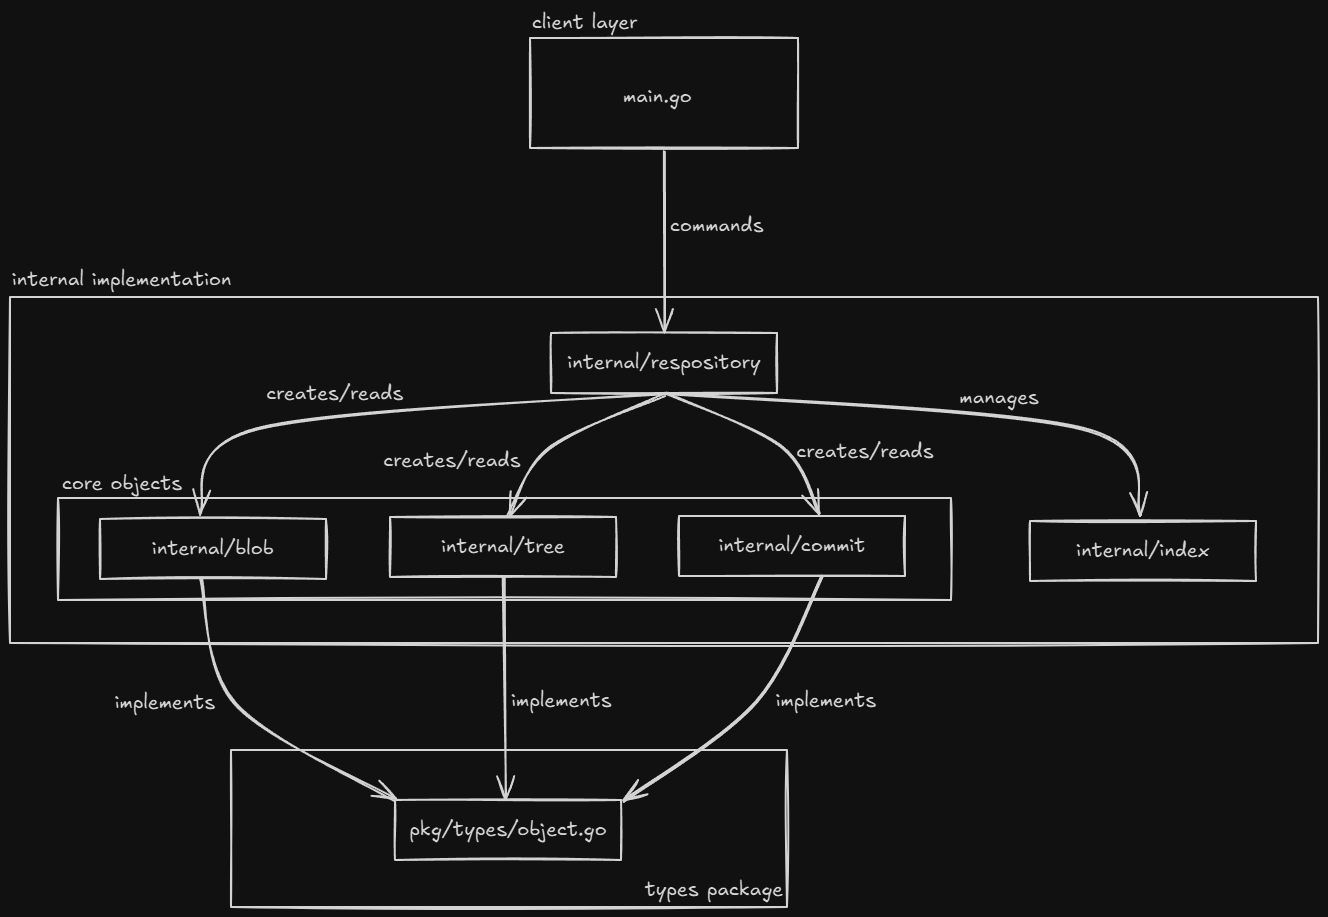 client layer
main.go
commands
internal implementation
internal/respository
creates/reads
manages
creates/reads
creates/reads
core objects
internal/blob
internal/tree
internal/commit
internal/index
implements
implements
implements
pkg/types/object.go
types package